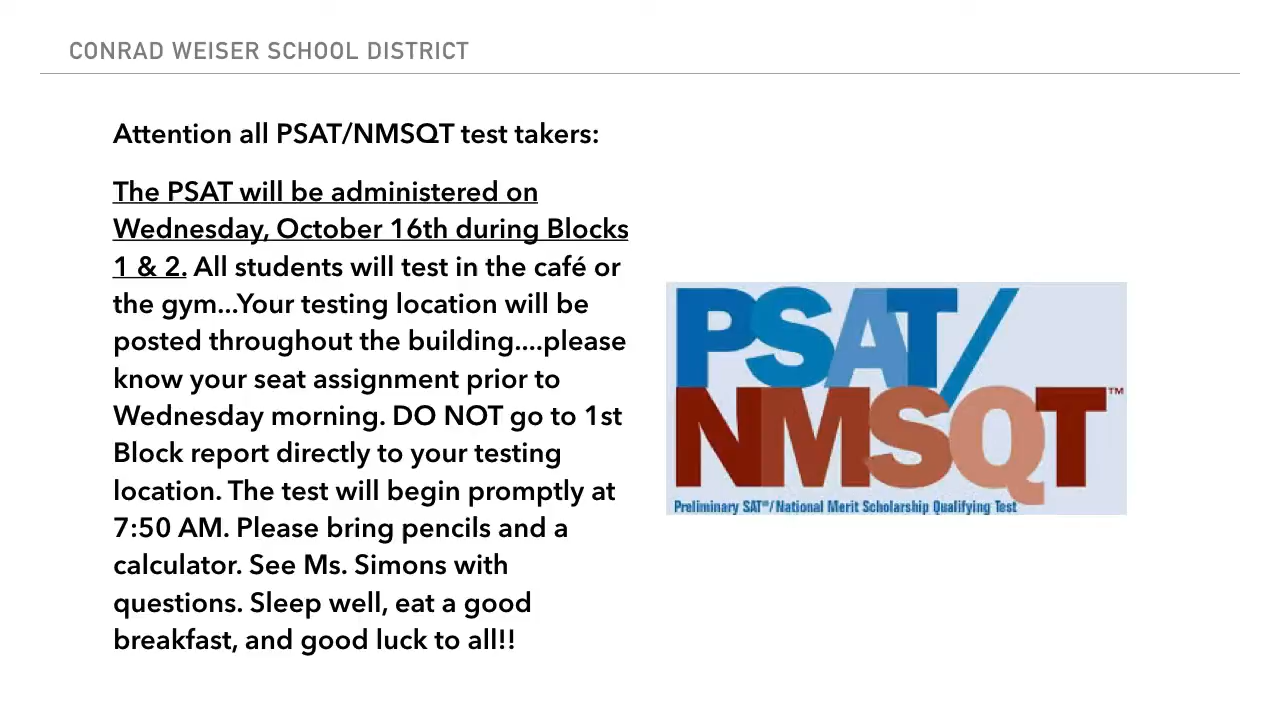 CONRAD WEISER SCHOOL DISTRICT
Attention all PSAT/NMSQT test takers:
The PSAT will be administered on
Wednesday, October 16th during Blocks
1 & 2. All students will test in the café or
the gym...Your testing location will be
posted throughout the building....please
know your seat assignment prior to
Wednesday morning. DO NOT go to 1st
Block report directly to your testing
location. The test will begin promptly at
7:50 AM. Please bring pencils and a
calculator. See Ms. Simons with
questions. Sleep well, eat a good
breakfast, and good luck to all!!
PSAT/
NMSQT™
Preliminary SAT®/National Merit Scholarship Qualifying Test